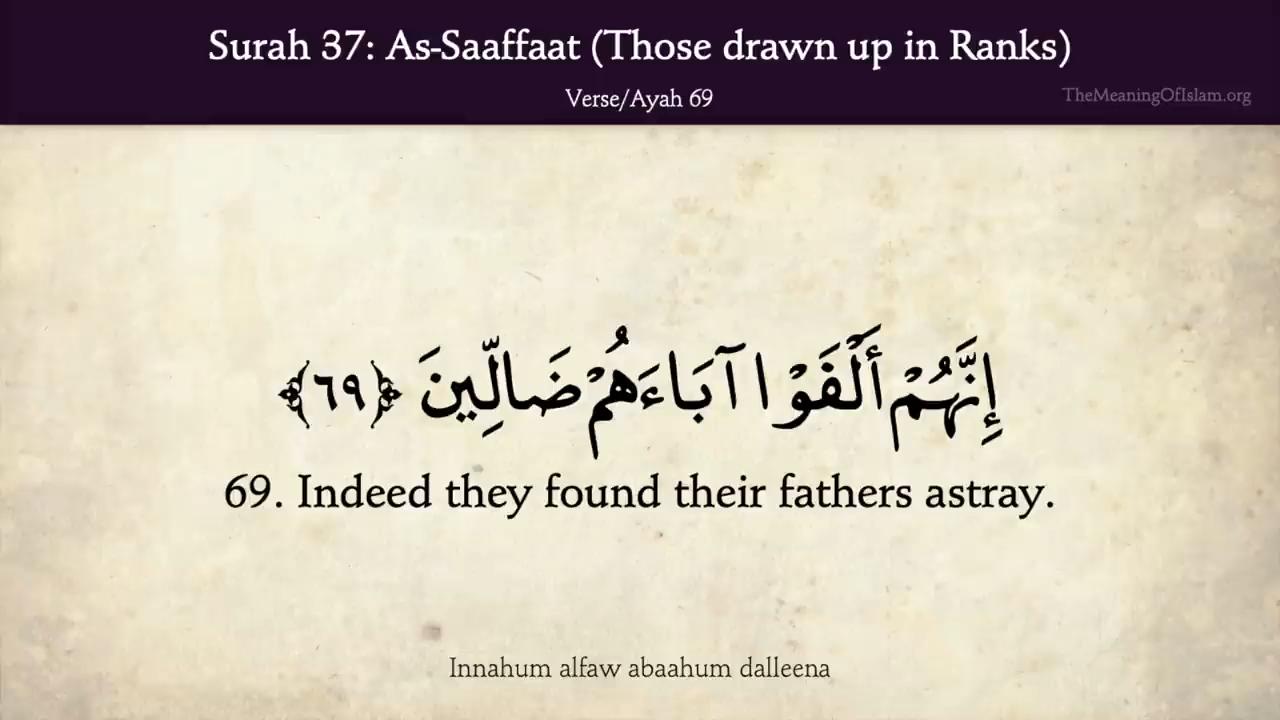 Surah 37: As-Saaffaat (Those drawn up in Ranks)
Verse/Ayah 69
TheMeaningOfIslam.org
إِنَّهُمْ أَلْفَوْا آبَاءَهُمْ ضَالِّينَ ﴿٦٩﴾
69. Indeed they found their fathers astray.
Innahum alfaw abaahum dalleena